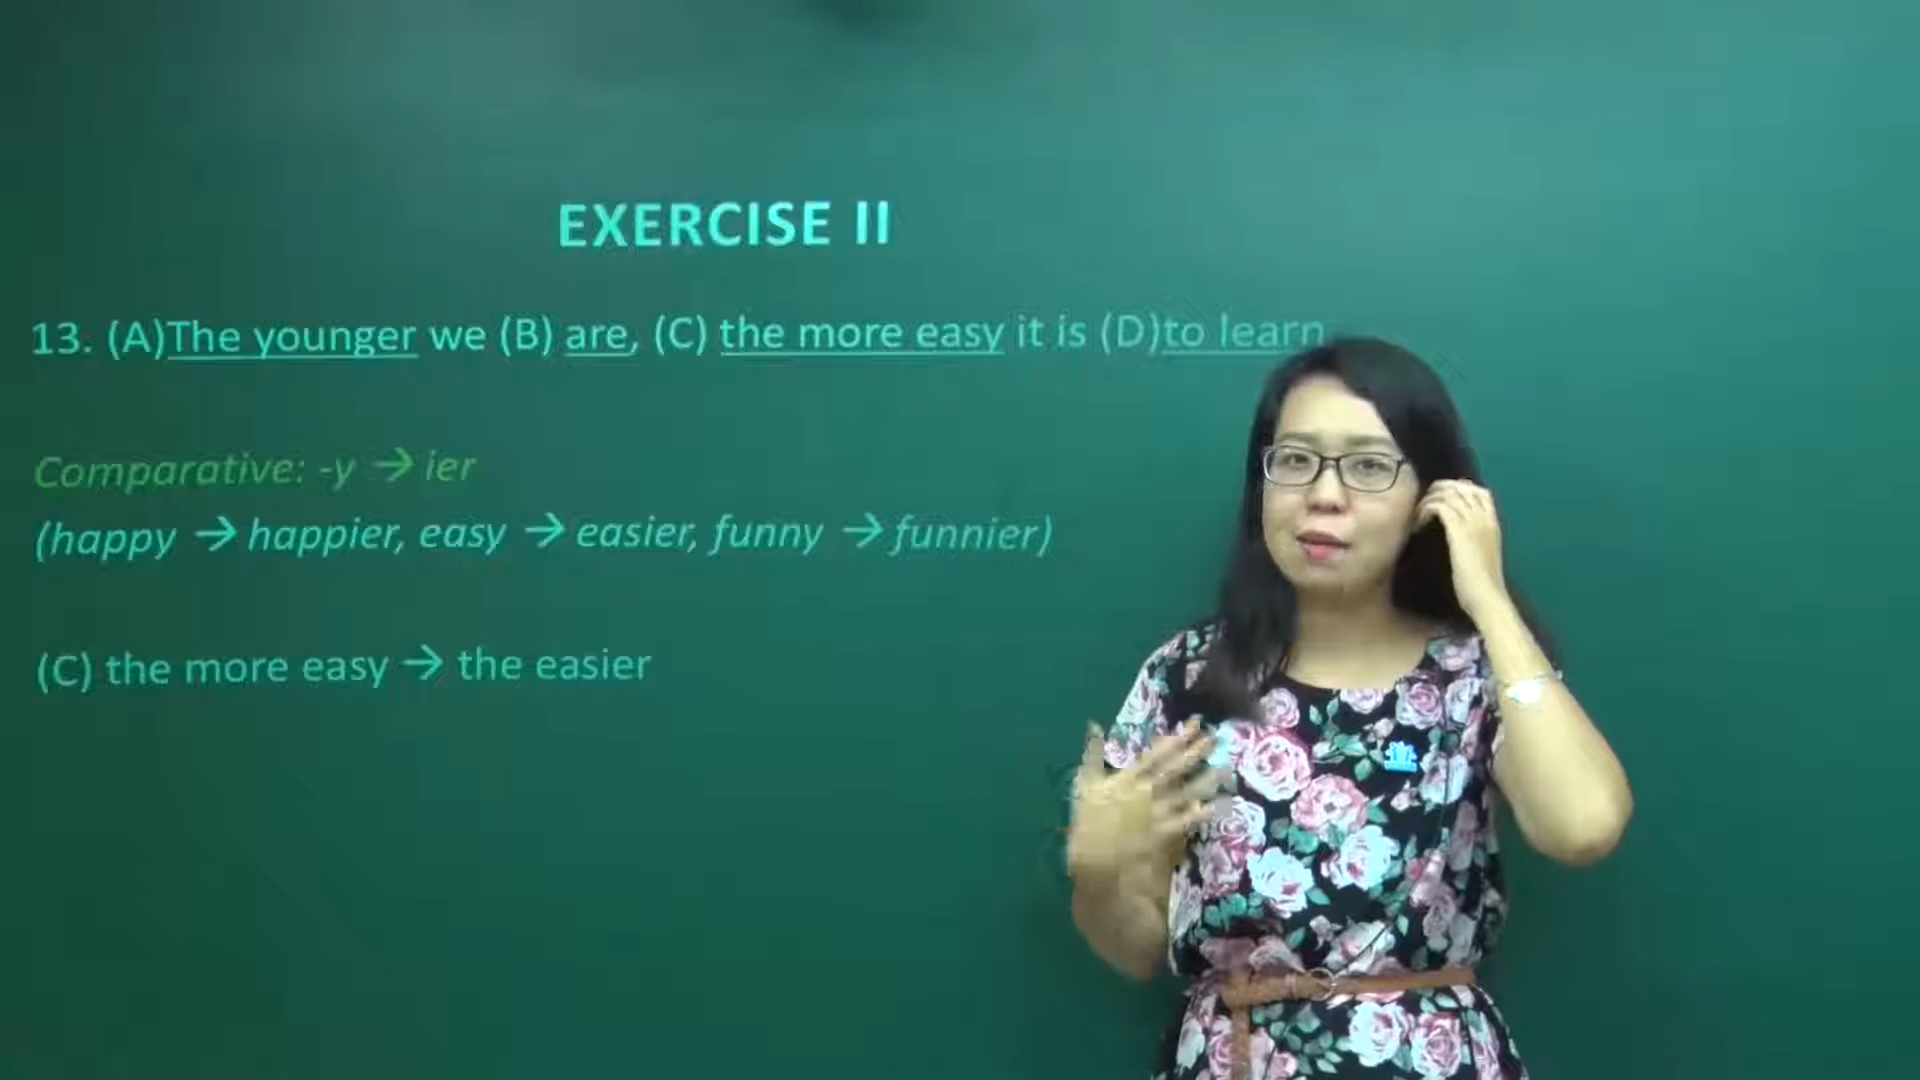 EXERCISE II
13. (A)The younger we (B) are, (C) the more easy it is (D)to learn
Comparative: -y → ier
(happy → happier, easy → easier, funny → funnier)
(C) the more easy → the easier